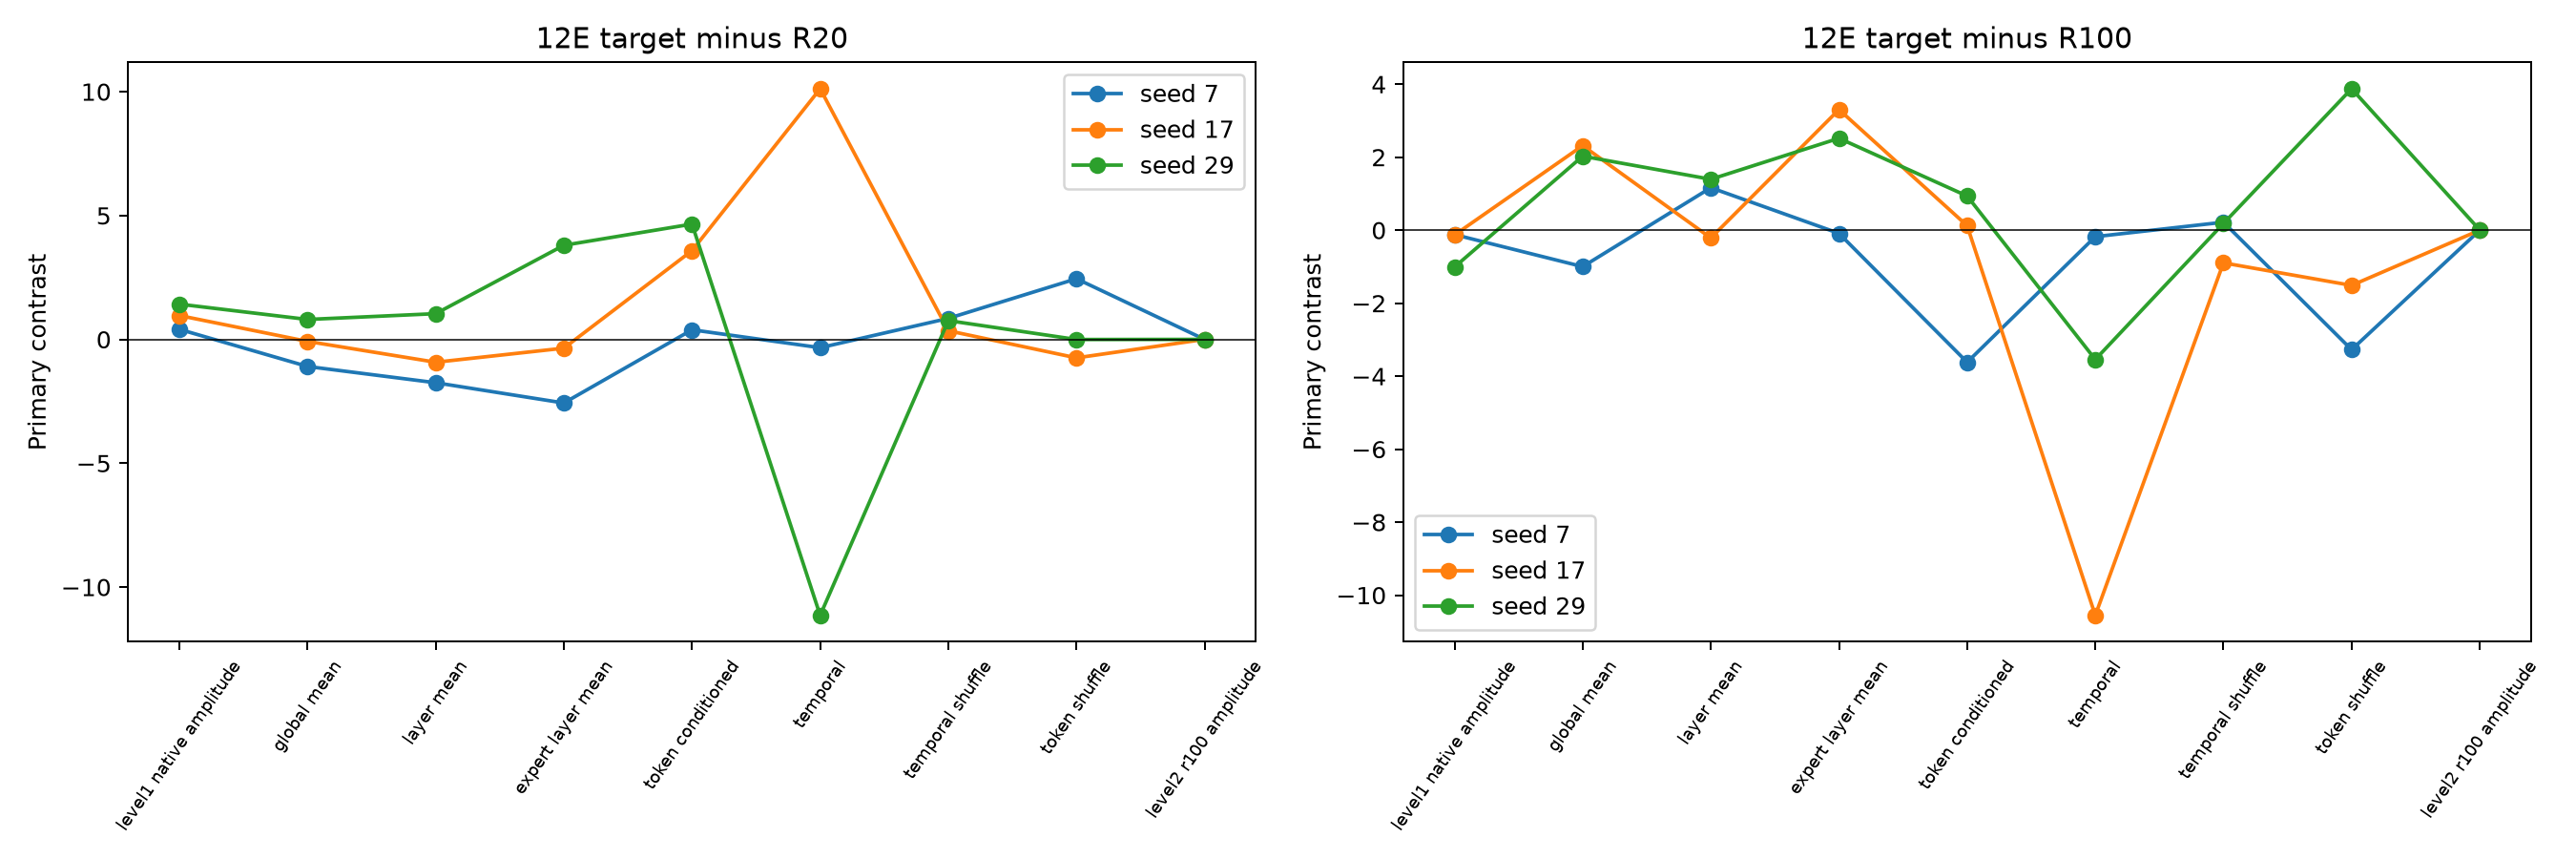 12E target minus R20
Primary contrast
10
5
0
−5
−10
seed 7
seed 17
seed 29
level1 native amplitude
global mean
layer mean
expert layer mean
token conditioned
temporal
temporal shuffle
token shuffle
level2 r100 amplitude
12E target minus R100
Primary contrast
4
2
0
−2
−4
−6
−8
−10
seed 7
seed 17
seed 29
level1 native amplitude
global mean
layer mean
expert layer mean
token conditioned
temporal
temporal shuffle
token shuffle
level2 r100 amplitude